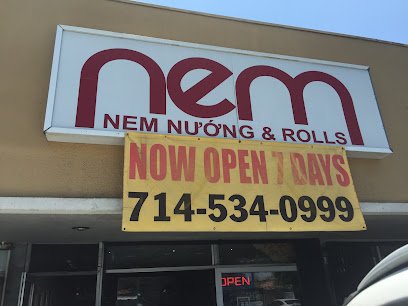 nem
NEM NƯỚNG & ROLLS
NOW OPEN 7 DAYS
714-534-0999
OPEN